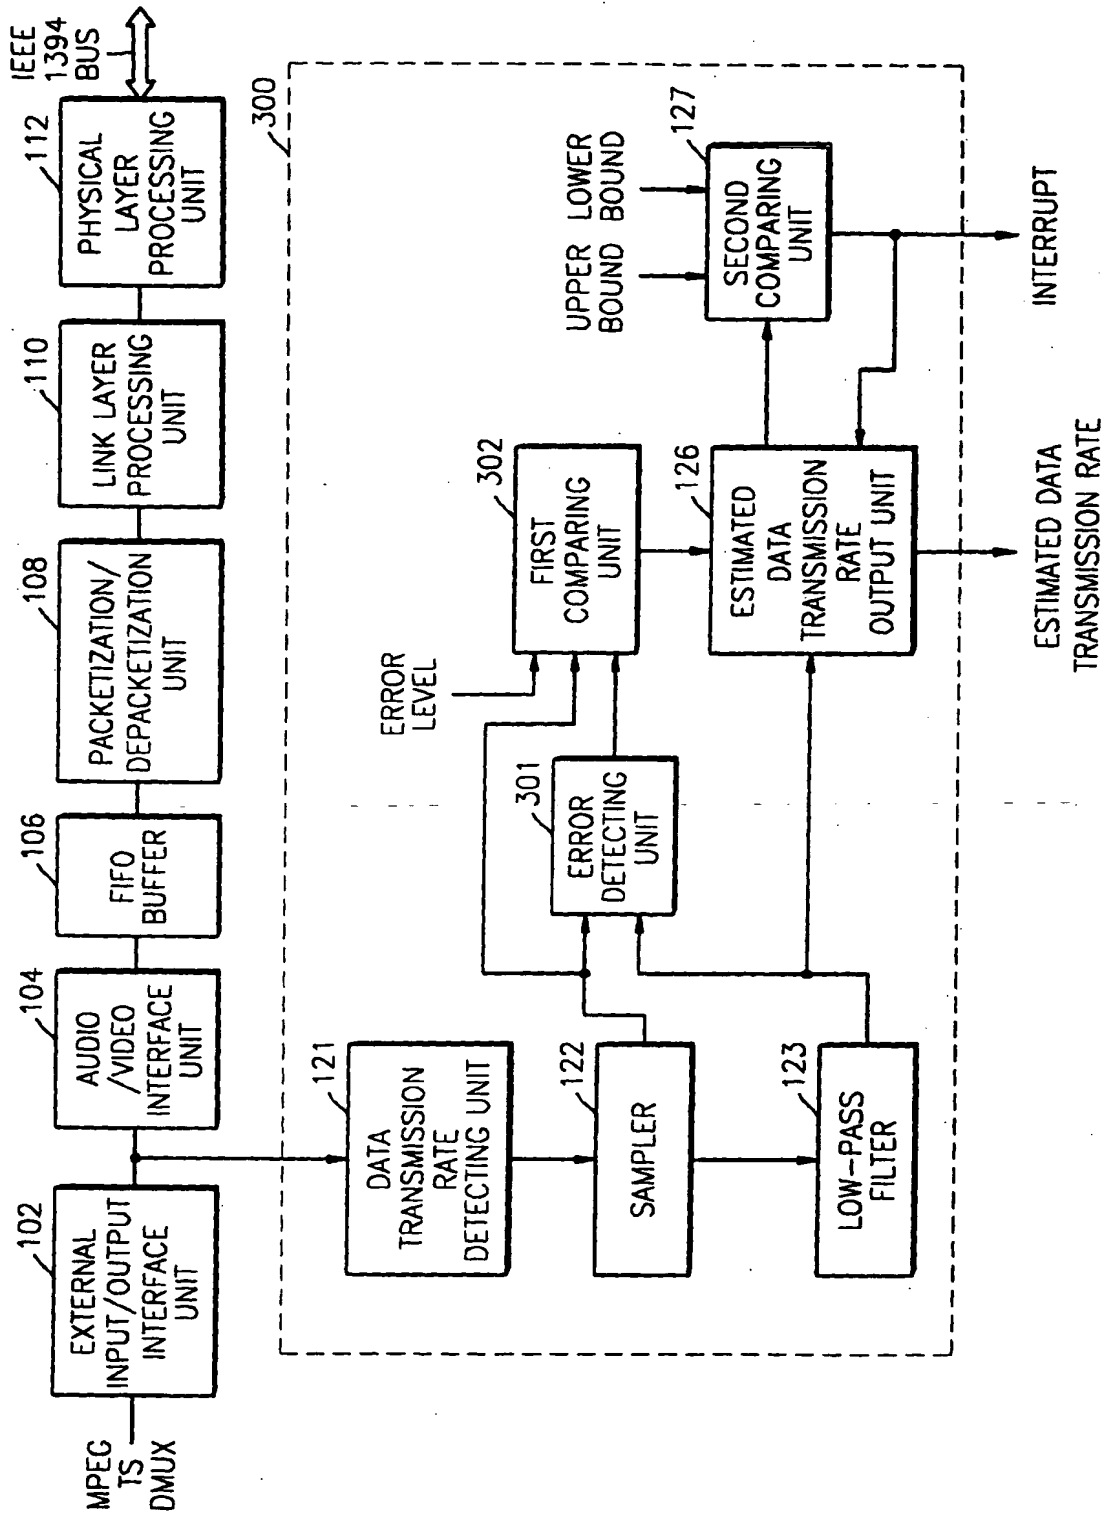 MPEG
TS
DMUX
102
EXTERNAL
INPUT/OUTPUT
INTERFACE
UNIT
104
AUDIO
/VIDEO
INTERFACE
UNIT
106
FIFO
BUFFER
108
PACKETIZATION/
DEPACKETIZATION
UNIT
110
LINK LAYER
PROCESSING
UNIT
112
PHYSICAL
LAYER
PROCESSING
UNIT
IEEE
1394
BUS
300
121
DATA
TRANSMISSION
RATE
DETECTING UNIT
122
SAMPLER
123
LOW-PASS
FILTER
301
ERROR
DETECTING
UNIT
ERROR
LEVEL
302
FIRST
COMPARING
UNIT
126
ESTIMATED
DATA
TRANSMISSION
RATE
OUTPUT UNIT
UPPER
BOUND
LOWER
BOUND
127
SECOND
COMPARING
UNIT
ESTIMATED DATA
TRANSMISSION RATE
INTERRUPT